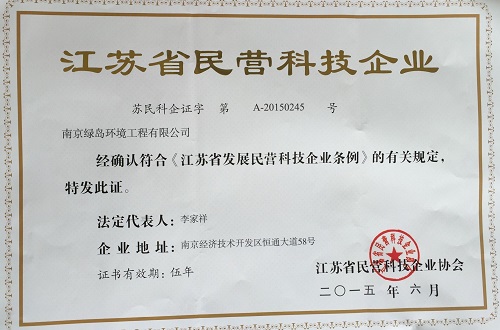 江苏省民营科技企业
苏民科企证字 第 A-20150245 号
南京绿岛环境工程有限公司
经确认符合《江苏省发展民营科技企业条例》的有关规定，
特发此证。
法定代表人：李家祥
企业地址：南京经济技术开发区恒通大道58号
证书有效期：伍年
江苏省民营科技企业协会
二〇一五年六月